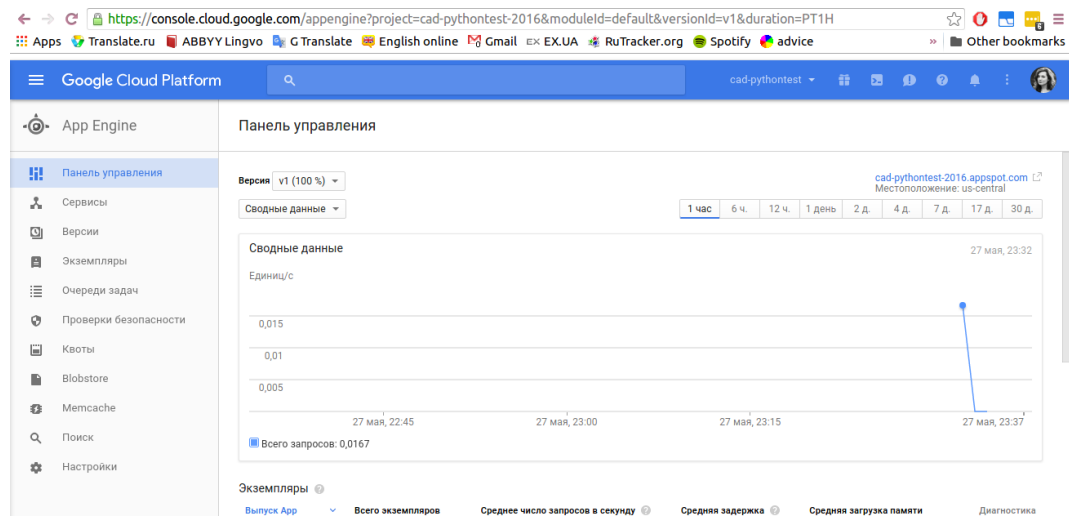 https://console.cloud.google.com/appengine?project=cad-pythontest-2016&moduleId=default&versionId=v1&duration=PT1H
Apps Translate.ru ABBYY Lingvo G Translate English online Gmail EX EX.UA RuTracker.org Spotify advice » Other bookmarks
Google Cloud Platform cad-pythontest
App Engine Панель управления
Панель управления
Сервисы
Версии
Экземпляры
Очереди задач
Проверки безопасности
Квоты
Blobstore
Memcache
Поиск
Настройки
Версия v1 (100 %)
cad-pythontest-2016.appspot.com
Местоположение: us-central
Сводные данные
1 час 6 ч. 12 ч. 1 день 2 д. 4 д. 7 д. 17 д. 30 д.
Сводные данные 27 мая, 23:32
Единиц/с
0,015
0,01
0,005
27 мая, 22:45 27 мая, 23:00 27 мая, 23:15 27 мая, 23:37
Всего запросов: 0,0167
Экземпляры
Выпуск App Всего экземпляров Среднее число запросов в секунду Средняя задержка Средняя загрузка памяти Диагностика